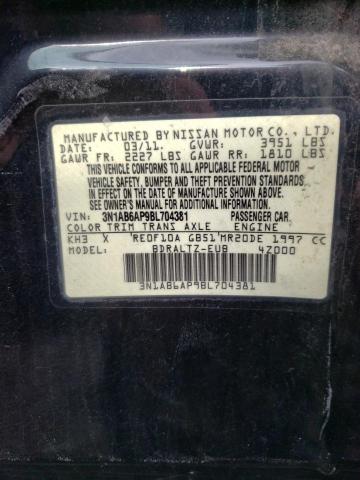 MANUFACTURED BY NISSAN MOTOR CO., LTD.
DATE: 03/11. GVWR: 3951 LBS
GAWR FR: 2227 LBS GAWR RR: 1810 LBS
THIS VEHICLE CONFORMS TO ALL APPLICABLE FEDERAL MOTOR
VEHICLE SAFETY, BUMPER AND THEFT PREVENTION STANDARDS
IN EFFECT ON THE DATE OF MANUFACTURE SHOWN ABOVE.
SEE OWNER'S MANUAL FOR ADDITIONAL INFORMATION.
VIN: 3N1AB6AP9BL704381 PASSENGER CAR.
COLOR TRIM TRANS AXLE ENGINE
KH3 X RE0F10A GB51 MR20DE 1997 CC
MODEL: BDRALTZ-EUB 4Z000
3N1AB6AP9BL704381